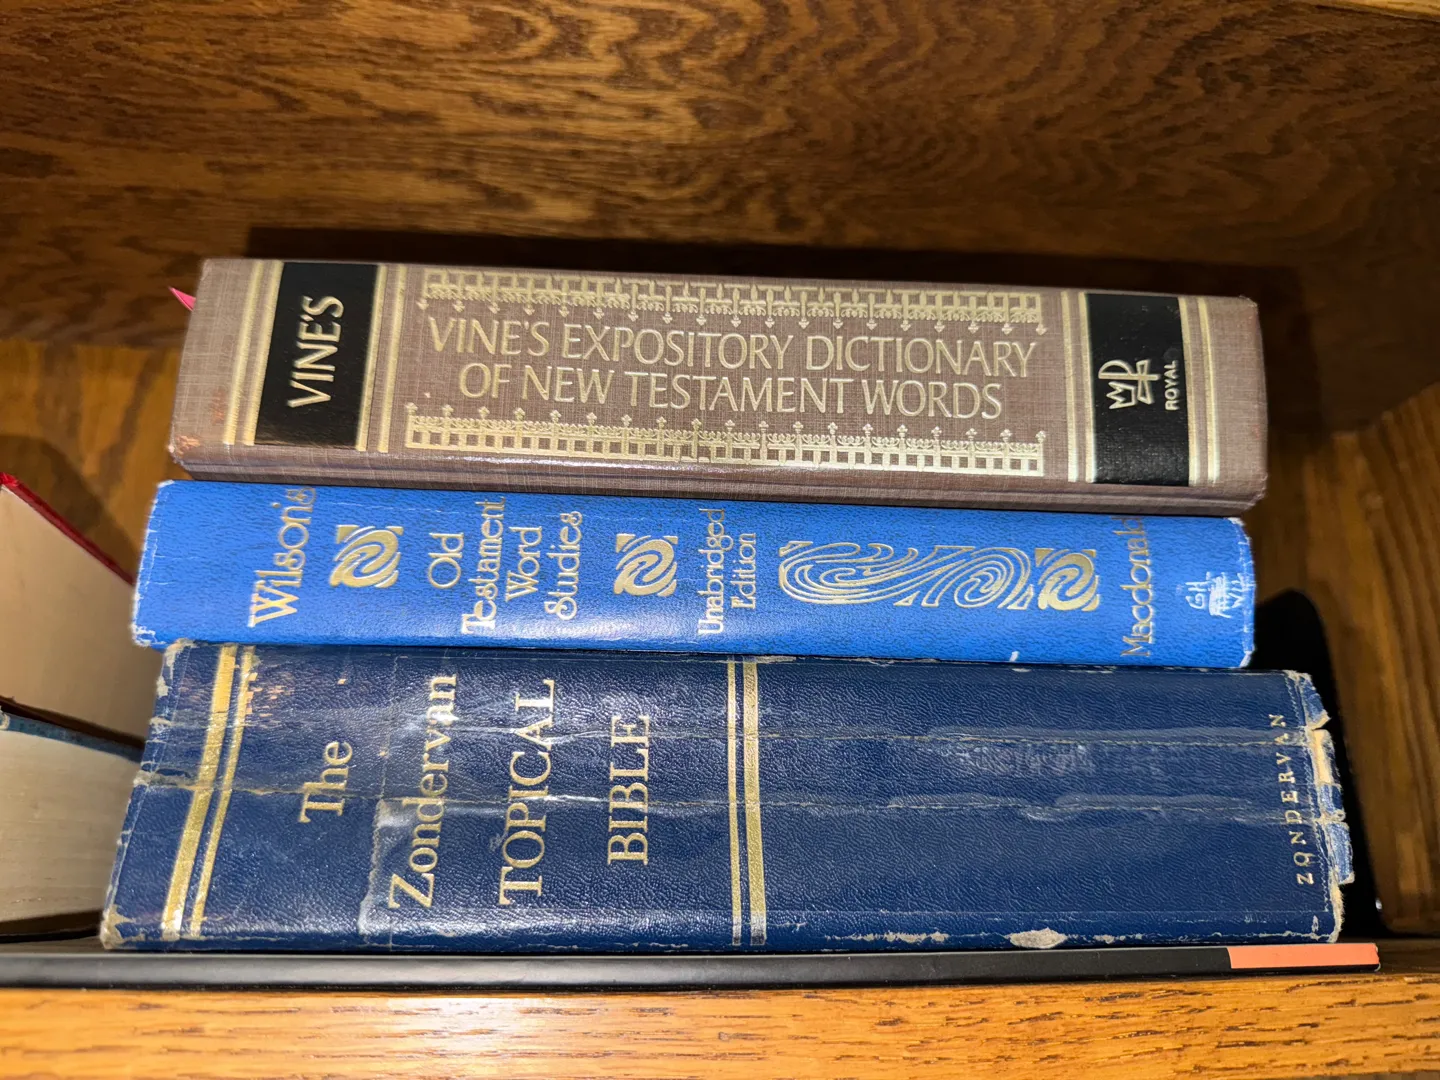 VINE'S
VINE'S EXPOSITORY DICTIONARY
OF NEW TESTAMENT WORDS
ROYAL
Wilson's
Old
Testament
Word
Studies
Unabridged
Edition
Macdonald
GH
The
Zondervan
TOPICAL
BIBLE
ZONDERVAN